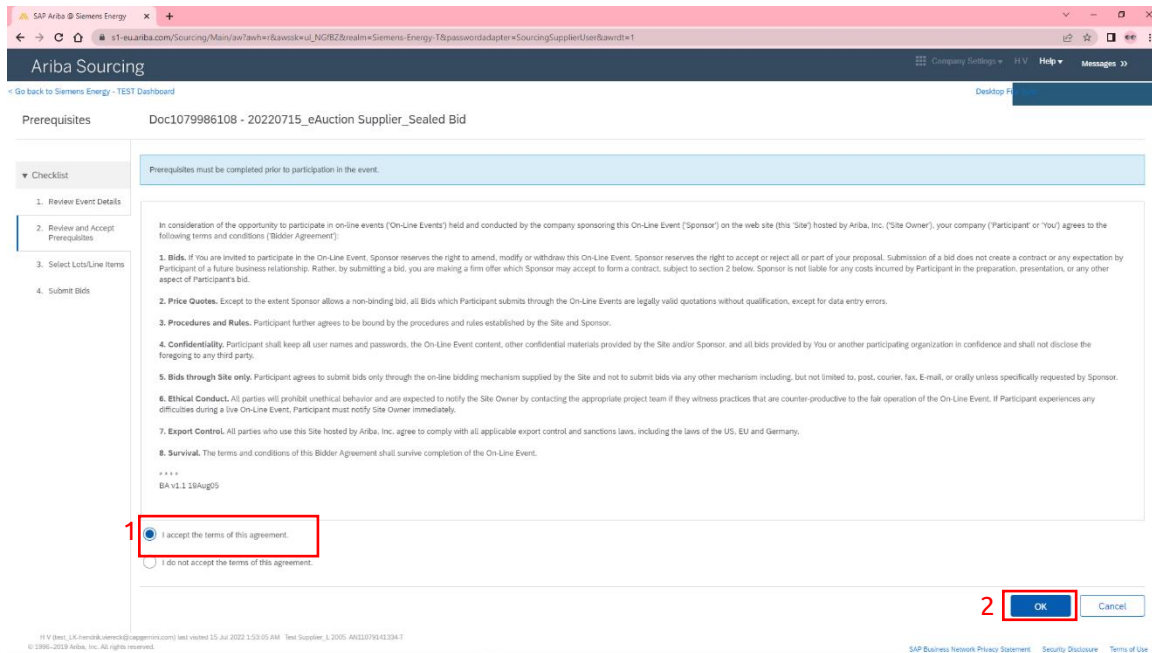 SAP Ariba @ Siemens Energy
s1-eu.ariba.com/Sourcing/Main/aw?awh=r&awssk=ul_NGfBZ&realm=Siemens-Energy-T&passwordadapter=SourcingSupplierUser&awrdt=1
Ariba Sourcing
Company Settings H V Help Messages
< Go back to Siemens Energy - TEST Dashboard
Desktop
Prerequisites
Doc1079986108 - 20220715_eAuction Supplier_Sealed Bid
Checklist
1. Review Event Details
2. Review and Accept
Prerequisites
3. Select Lots/Line Items
4. Submit Bids
Prerequisites must be completed prior to participation in the event.
In consideration of the opportunity to participate in on-line events ('On-Line Events') held and conducted by the company sponsoring this On-Line Event ('Sponsor') on the web site (this 'Site') hosted by Ariba, Inc. ('Site Owner'), your company ('Participant' or 'You') agrees to the
following terms and conditions ('Bidder Agreement'):
1. Bids. If You are invited to participate in the On-Line Event, Sponsor reserves the right to amend, modify or withdraw this On-Line Event. Sponsor reserves the right to accept or reject all or part of your proposal. Submission of a bid does not create a contract or any expectation by
Participant of a future business relationship. Rather, by submitting a bid, you are making a firm offer which Sponsor may accept to form a contract, subject to section 2 below. Sponsor is not liable for any costs incurred by Participant in the preparation, presentation, or any other
aspect of Participant's bid.
2. Price Quotes. Except to the extent Sponsor allows a non-binding bid, all Bids which Participant submits through the On-Line Events are legally valid quotations without qualification, except for data entry errors.
3. Procedures and Rules. Participant further agrees to be bound by the procedures and rules established by the Site and Sponsor.
4. Confidentiality. Participant shall keep all user names and passwords, the On-Line Event content, other confidential materials provided by the Site and/or Sponsor, and all bids provided by You or another participating organization in confidence and shall not disclose the
foregoing to any third party.
5. Bids through Site only. Participant agrees to submit bids only through the on-line bidding mechanism supplied by the Site and not to submit bids via any other mechanism including, but not limited to, post, courier, fax, E-mail, or orally unless specifically requested by Sponsor.
6. Ethical Conduct. All parties will prohibit unethical behavior and are expected to notify the Site Owner by contacting the appropriate project team if they witness practices that are counter-productive to the fair operation of the On-Line Event. If Participant experiences any
difficulties during a live On-Line Event, Participant must notify Site Owner immediately.
7. Export Control. All parties who use this Site hosted by Ariba, Inc. agree to comply with all applicable export control and sanctions laws, including the laws of the US, EU and Germany.
8. Survival. The terms and conditions of this Bidder Agreement shall survive completion of the On-Line Event.
* * * *
BA v1.1 19Aug05
1
I accept the terms of this agreement.
I do not accept the terms of this agreement.
2
OK
Cancel
H V last visited 15 Jul 2022 1:53:05 AM Test Supplier_L 2005 AN11079141334-T
© 1996–2019 Ariba, Inc. All rights reserved.
SAP Business Network Privacy Statement Security Disclosure Terms of Use